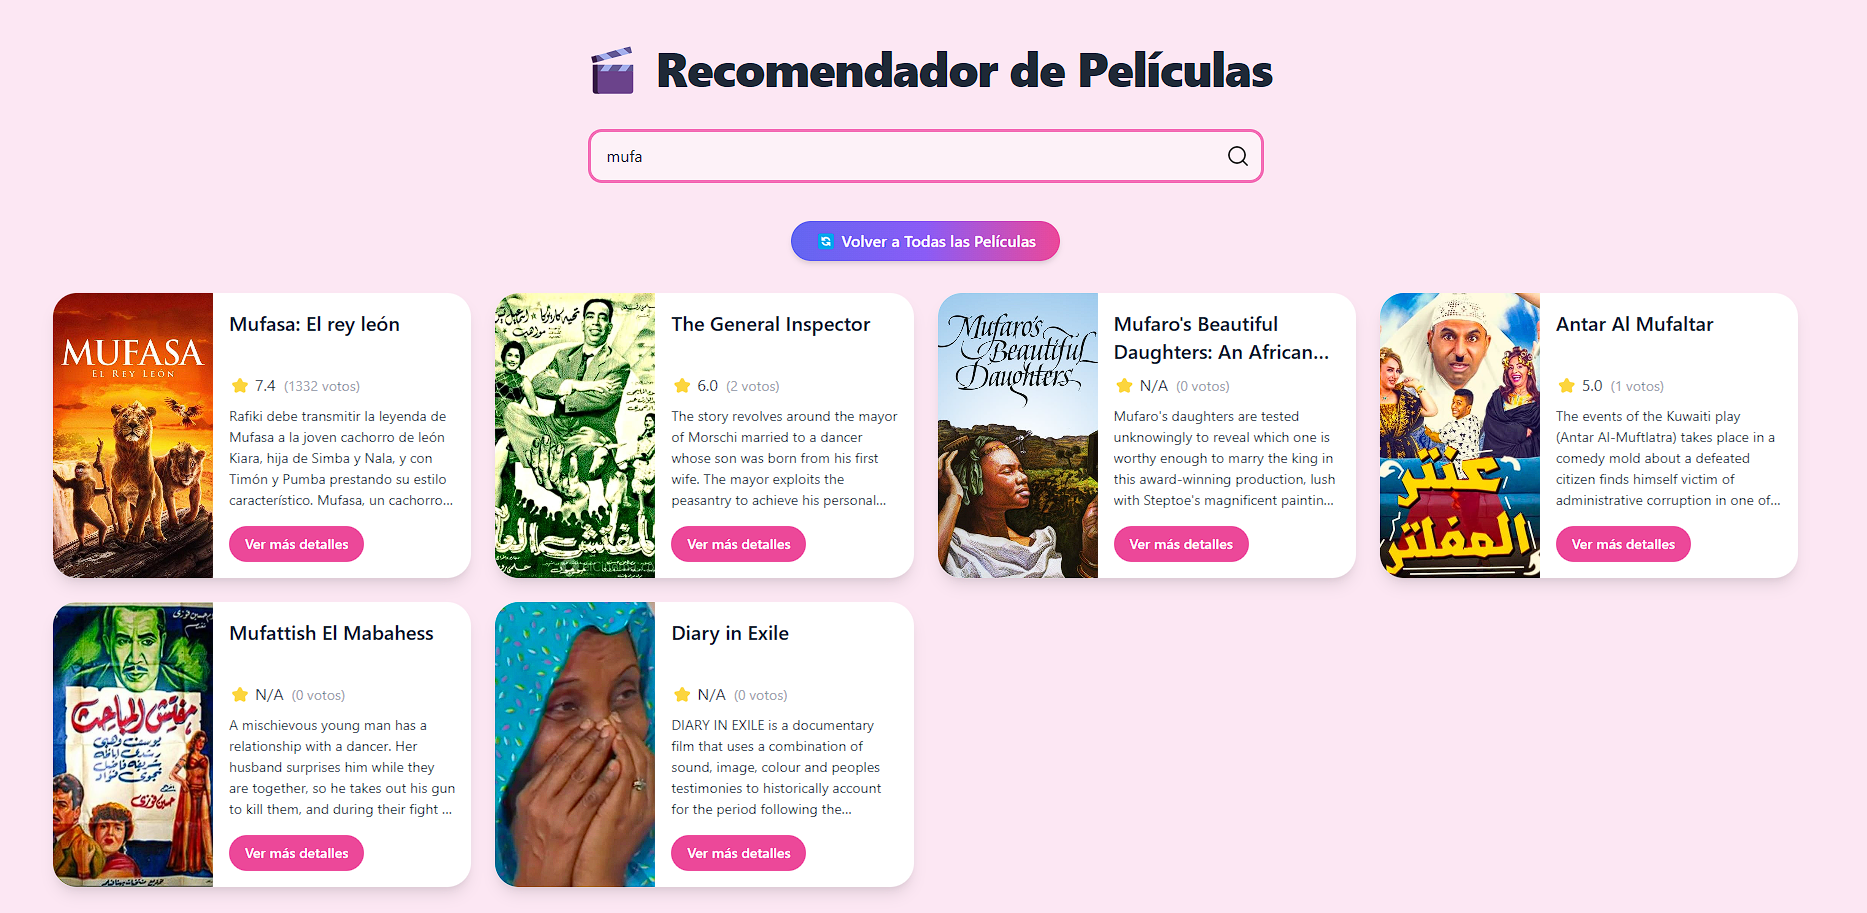 Recomendador de Películas
mufa
Volver a Todas las Películas
MUFASA
EL REY LEÓN
Mufasa: El rey león
7.4 (1332 votos)
Rafiki debe transmitir la leyenda de
Mufasa a la joven cachorro de león
Kiara, hija de Simba y Nala, y con
Timón y Pumba prestando su estilo
característico. Mufasa, un cachorro...
Ver más detalles
The General Inspector
6.0 (2 votos)
The story revolves around the mayor
of Morschi married to a dancer
whose son was born from his first
wife. The mayor exploits the
peasantry to achieve his personal...
Ver más detalles
Mufaro's
Beautiful
Daughters
Mufaro's Beautiful
Daughters: An African...
N/A (0 votos)
Mufaro's daughters are tested
unknowingly to reveal which one is
worthy enough to marry the king in
this award-winning production, lush
with Steptoe's magnificent paintin...
Ver más detalles
عنتر
المفلتر
Antar Al Mufaltar
5.0 (1 votos)
The events of the Kuwaiti play
(Antar Al-Muftlatra) takes place in a
comedy mold about a defeated
citizen finds himself victim of
administrative corruption in one of...
Ver más detalles
مفتش المباحث
يوسف وهبي
رشدي اباظة
Mufattish El Mabahess
N/A (0 votos)
A mischievous young man has a
relationship with a dancer. Her
husband surprises him while they
are together, so he takes out his gun
to kill them, and during their fight ...
Ver más detalles
Diary in Exile
N/A (0 votos)
DIARY IN EXILE is a documentary
film that uses a combination of
sound, image, colour and peoples
testimonies to historically account
for the period following the...
Ver más detalles